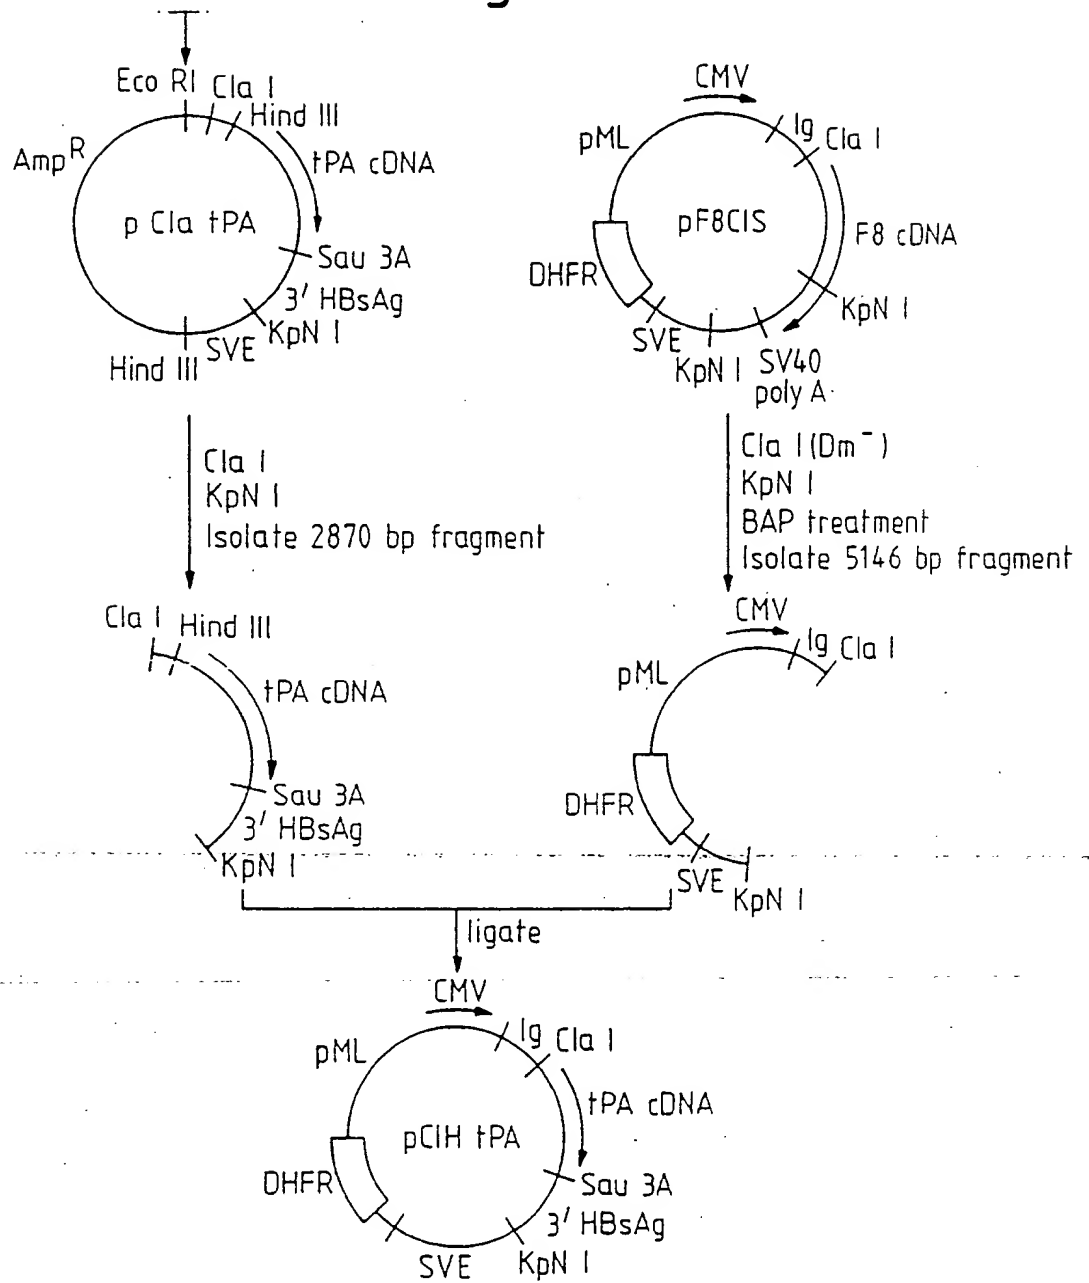 g
Eco RI
Cla I
Hind III
Amp R
tPA cDNA
p Cla tPA
Sau 3A
3' HBsAg
KpN I
SVE
Hind III
CMV
Ig
Cla I
pML
pF8CIS
F8 cDNA
DHFR
KpN I
SVE
KpN I
SV40
poly A
Cla I
KpN I
Isolate 2870 bp fragment
Cla I (Dm⁻)
KpN I
BAP treatment
Isolate 5146 bp fragment
Cla I
Hind III
tPA cDNA
Sau 3A
3' HBsAg
KpN I
CMV
Ig
Cla I
pML
DHFR
SVE
KpN I
ligate
CMV
Ig
Cla I
pML
tPA cDNA
pCIH tPA
DHFR
Sau 3A
3' HBsAg
SVE
KpN I